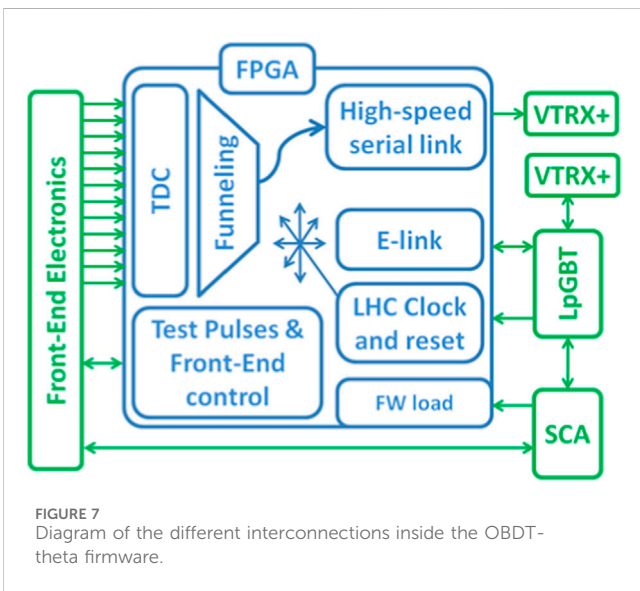 FPGA
Front-End Electronics
TDC
Funneling
High-speed
serial link
VTRX+
VTRX+
E-link
LpGBT
LHC Clock
and reset
Test Pulses &
Front-End
control
FW load
SCA
FIGURE 7
Diagram of the different interconnections inside the OBDT-
theta firmware.